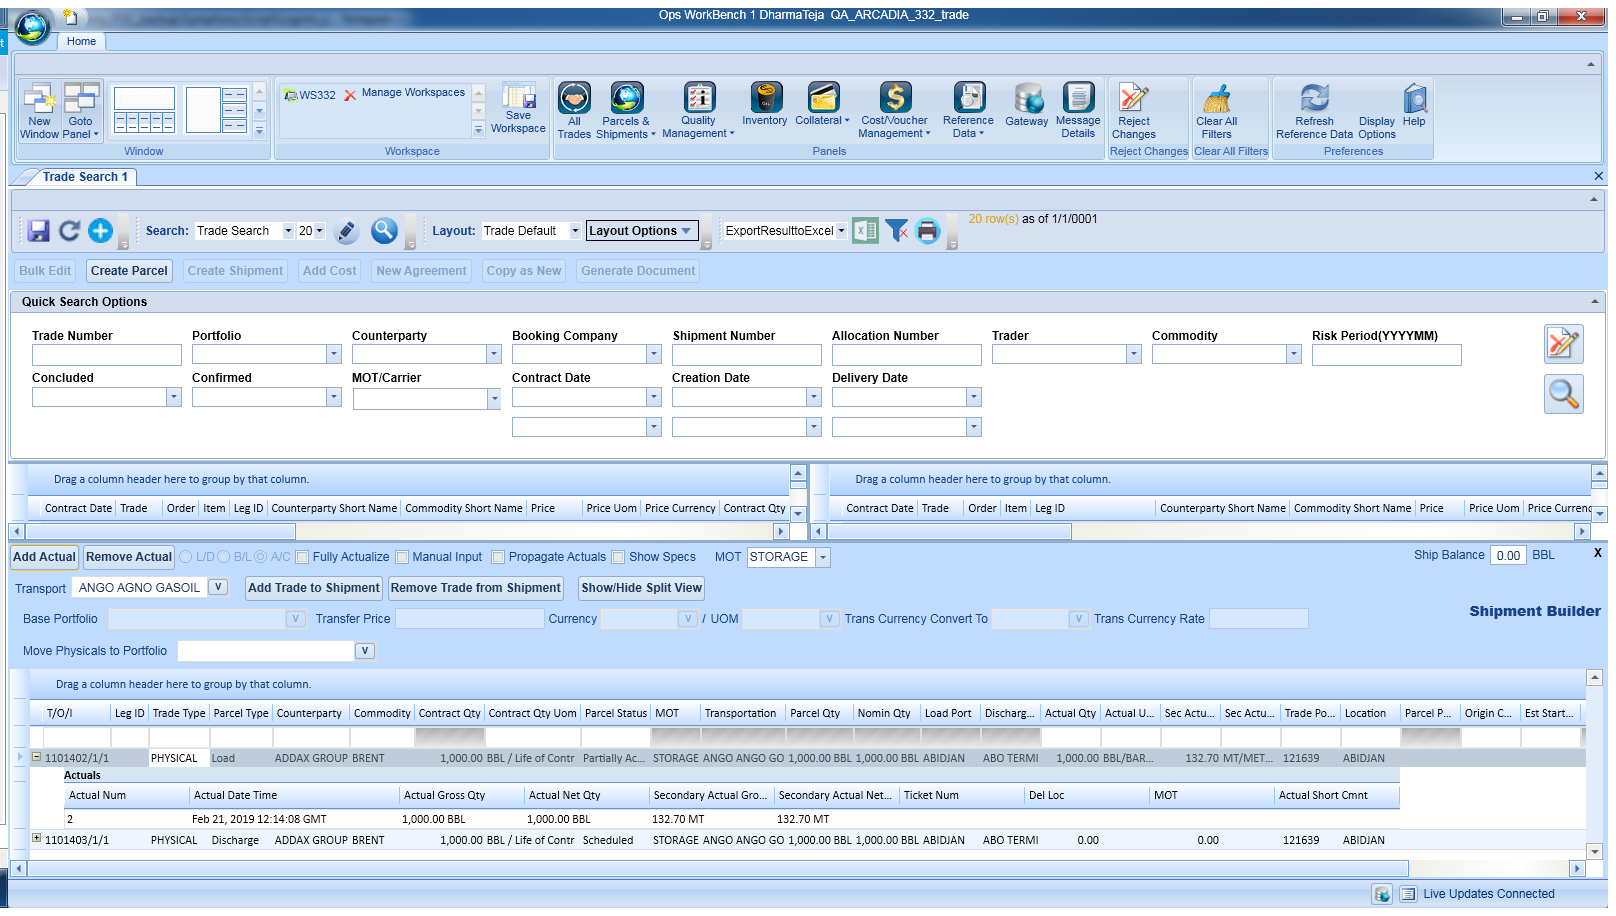 Ops WorkBench 1 DharmaTeja QA_ARCADIA_332_trade
Home
New Window
Goto Panel
Window
WS332
Manage Workspaces
Save Workspace
Workspace
All Trades
Parcels & Shipments
Quality Management
Inventory
Collateral
Cost/Voucher Management
Reference Data
Gateway
Message Details
Panels
Reject Changes
Reject Changes
Clear All Filters
Clear All Filters
Refresh Reference Data
Display Options
Help
Preferences
Trade Search 1
Search: Trade Search 20
Layout: Trade Default Layout Options
ExportResulttoExcel
20 row(s) as of 1/1/0001
Bulk Edit Create Parcel Create Shipment Add Cost New Agreement Copy as New Generate Document
Quick Search Options
Trade Number Portfolio Counterparty Booking Company Shipment Number Allocation Number Trader Commodity Risk Period(YYYYMM)
Concluded Confirmed MOT/Carrier Contract Date Creation Date Delivery Date
Drag a column header here to group by that column.
Contract Date Trade Order Item Leg ID Counterparty Short Name Commodity Short Name Price Price Uom Price Currency Contract Qty
Drag a column header here to group by that column.
Contract Date Trade Order Item Leg ID Counterparty Short Name Commodity Short Name Price Price Uom Price Currenc
Add Actual Remove Actual L/D B/L A/C Fully Actualize Manual Input Propagate Actuals Show Specs MOT STORAGE Ship Balance 0.00 BBL X
Transport ANGO AGNO GASOIL V Add Trade to Shipment Remove Trade from Shipment Show/Hide Split View
Base Portfolio V Transfer Price Currency V / UOM V Trans Currency Convert To V Trans Currency Rate
Shipment Builder
Move Physicals to Portfolio V
Drag a column header here to group by that column.
T/O/I Leg ID Trade Type Parcel Type Counterparty Commodity Contract Qty Contract Qty Uom Parcel Status MOT Transportation Parcel Qty Nomin Qty Load Port Discharg... Actual Qty Actual U... Sec Actu... Sec Actu... Trade Po... Location Parcel P... Origin C... Est Start...
1101402/1/1 PHYSICAL Load ADDAX GROUP BRENT 1,000.00 BBL / Life of Contr Partially Ac... STORAGE ANGO ANGO GO 1,000.00 BBL 1,000.00 BBL ABIDJAN ABO TERMI 1,000.00 BBL/BAR... 132.70 MT/MET... 121639 ABIDJAN
Actuals
Actual Num Actual Date Time Actual Gross Qty Actual Net Qty Secondary Actual Gro... Secondary Actual Net... Ticket Num Del Loc MOT Actual Short Cmnt
2 Feb 21, 2019 12:14:08 GMT 1,000.00 BBL 1,000.00 BBL 132.70 MT 132.70 MT
1101403/1/1 PHYSICAL Discharge ADDAX GROUP BRENT 1,000.00 BBL / Life of Contr Scheduled STORAGE ANGO ANGO GO 1,000.00 BBL 1,000.00 BBL ABIDJAN ABO TERMI 0.00 0.00 121639 ABIDJAN
Live Updates Connected